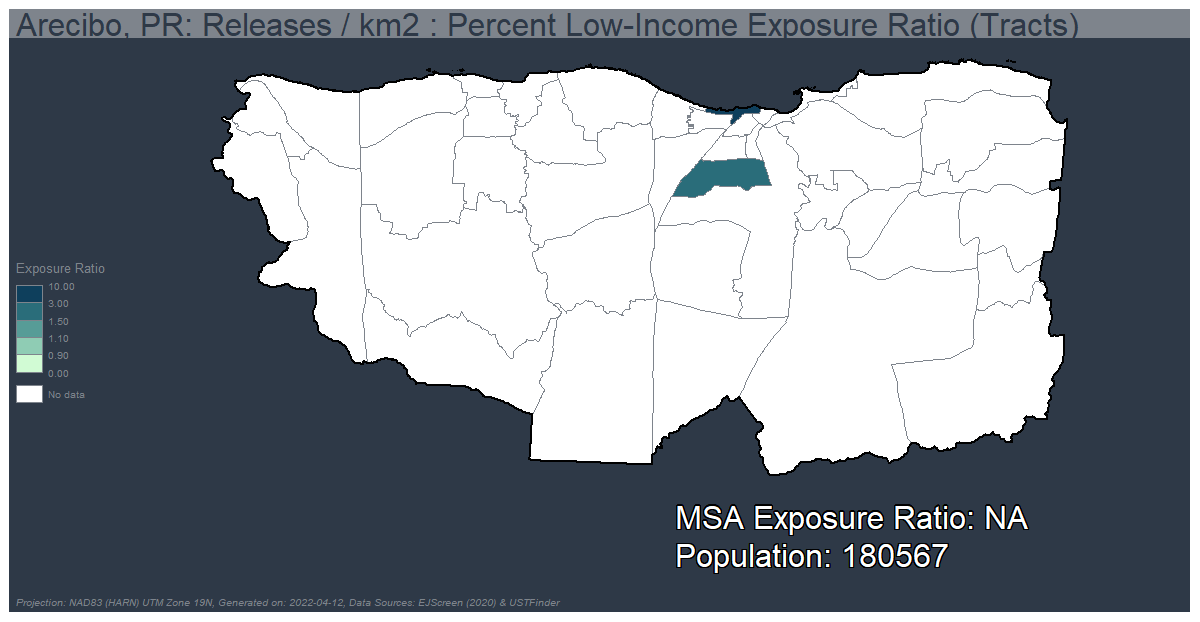 Arecibo, PR: Releases / km2 : Percent Low-Income Exposure Ratio (Tracts)
Exposure Ratio
10.00
3.00
1.50
1.10
0.90
0.00
No data
MSA Exposure Ratio: NA
Population: 180567
Projection: NAD83 (HARN) UTM Zone 19N, Generated on: 2022-04-12, Data Sources: EJScreen (2020) & USTFinder